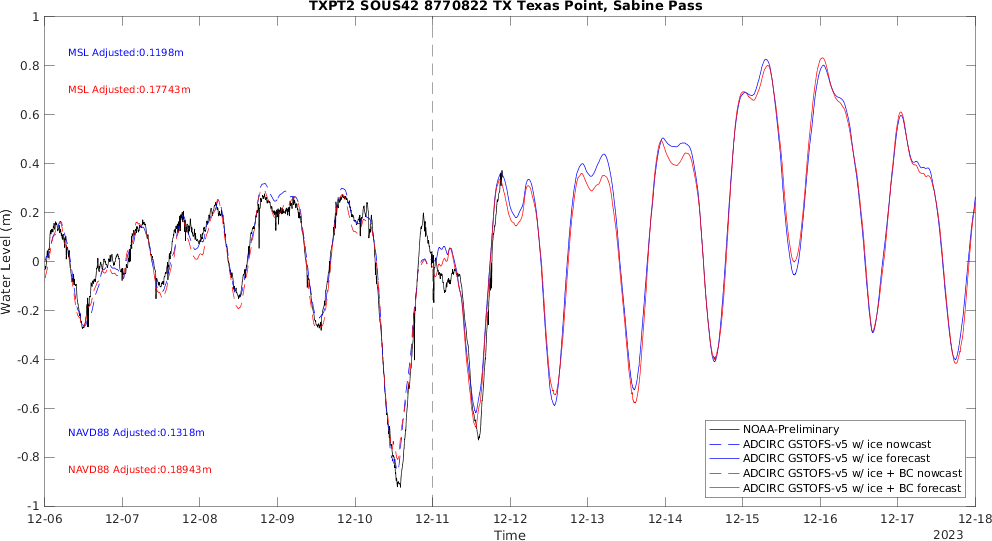 TXPT2 SOUS42 8770822 TX Texas Point, Sabine Pass
1
0.8
0.6
0.4
0.2
0
-0.2
-0.4
-0.6
-0.8
-1
Water Level (m)
MSL Adjusted:0.1198m
MSL Adjusted:0.17743m
NAVD88 Adjusted:0.1318m
NAVD88 Adjusted:0.18943m
NOAA-Preliminary
ADCIRC GSTOFS-v5 w/ ice nowcast
ADCIRC GSTOFS-v5 w/ ice forecast
ADCIRC GSTOFS-v5 w/ ice + BC nowcast
ADCIRC GSTOFS-v5 w/ ice + BC forecast
12-06 12-07 12-08 12-09 12-10 12-11 12-12 12-13 12-14 12-15 12-16 12-17 12-18
Time
2023